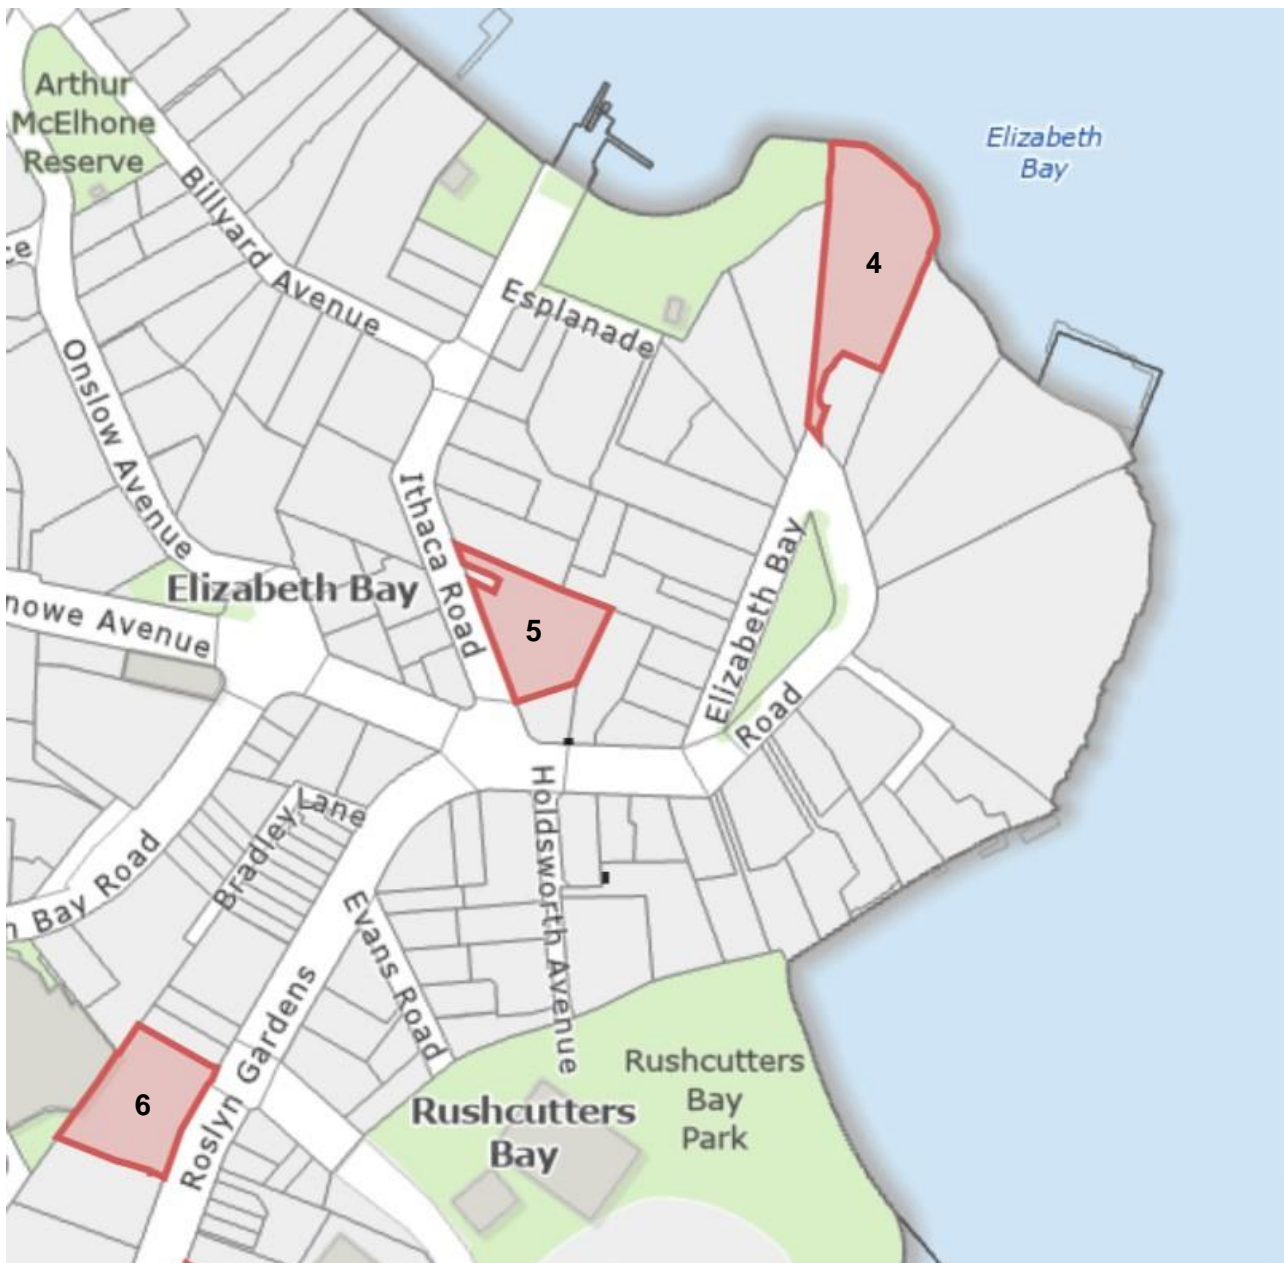 Arthur
McElhone
Reserve
Elizabeth
Bay
Billyard Avenue
4
Esplanade
Onslow Avenue
Ithaca Road
Elizabeth Bay
nowe Avenue
5
Elizabeth Bay
Road
Holdsworth Avenue
Bradley Lane
n Bay Road
Evans Road
Roslyn Gardens
6
Rushcutters
Bay
Park
Rushcutters
Bay